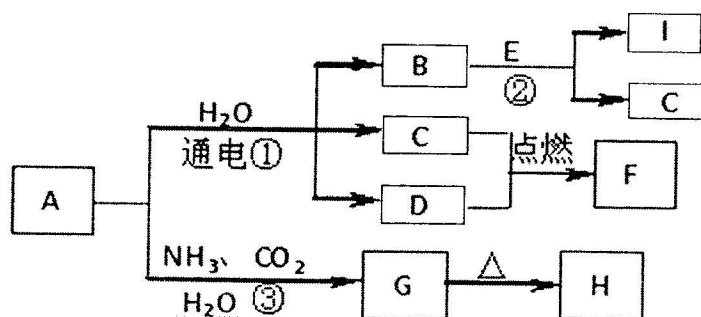 I
B
E
②
C
H₂O
通电①
C
点燃
F
A
D
NH₃、CO₂
H₂O ③
G
△
H